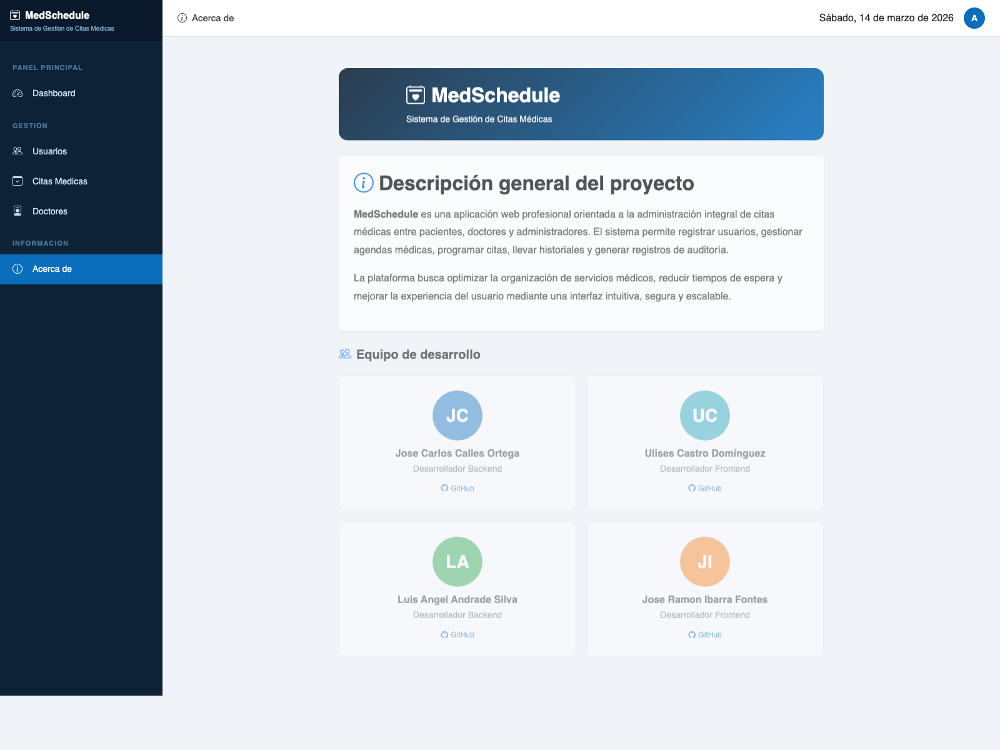 MedSchedule
Sistema de Gestion de Citas Medicas
PANEL PRINCIPAL
Dashboard
GESTION
Usuarios
Citas Medicas
Doctores
INFORMACION
Acerca de
Acerca de
Sábado, 14 de marzo de 2026
A
MedSchedule
Sistema de Gestión de Citas Médicas
Descripción general del proyecto
MedSchedule es una aplicación web profesional orientada a la administración integral de citas
médicas entre pacientes, doctores y administradores. El sistema permite registrar usuarios, gestionar
agendas médicas, programar citas, llevar historiales y generar registros de auditoría.
La plataforma busca optimizar la organización de servicios médicos, reducir tiempos de espera y
mejorar la experiencia del usuario mediante una interfaz intuitiva, segura y escalable.
Equipo de desarrollo
JC
Jose Carlos Calles Ortega
Desarrollador Backend
GitHub
UC
Ulises Castro Domínguez
Desarrollador Frontend
GitHub
LA
Luis Angel Andrade Silva
Desarrollador Backend
GitHub
JI
Jose Ramon Ibarra Fontes
Desarrollador Frontend
GitHub